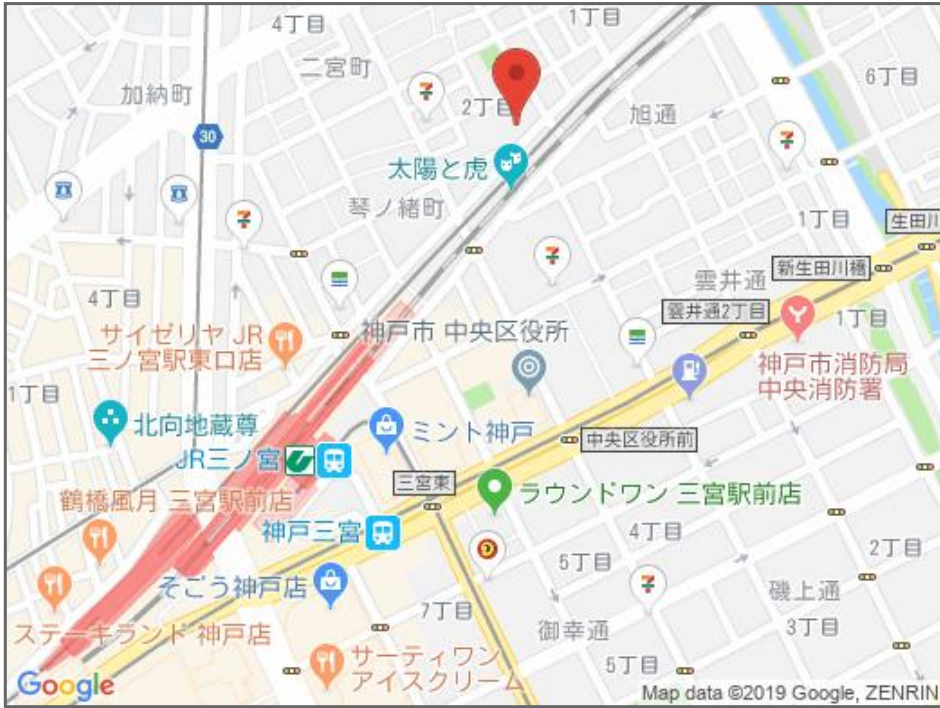 4丁目
1丁目
二宮町
加納町
2丁目
6丁目
旭通
30
太陽と虎
琴ノ緒町
1丁目
生田川
新生田川橋
雲井通
4丁目
雲井通2丁目
1丁目
サイゼリヤ JR
三ノ宮駅東口店
神戸市 中央区役所
神戸市消防局
中央消防署
1丁目
北向地蔵尊
ミント神戸
中央区役所前
JR三ノ宮
三宮東
鶴橋風月 三宮駅前店
ラウンドワン 三宮駅前店
神戸三宮
4丁目
5丁目
2丁目
そごう神戸店
7丁目
磯上通
3丁目
御幸通
ステーキランド 神戸店
サーティワン
アイスクリーム
5丁目
Google
Map data ©2019 Google, ZENRIN